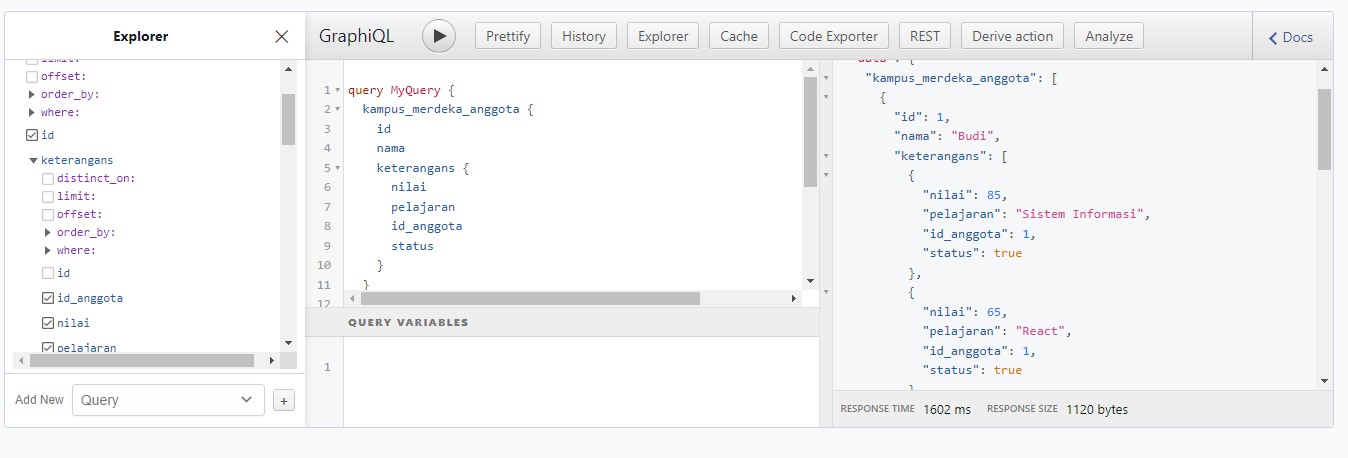 Explorer
limit:
offset:
order_by:
where:
id
keterangans
distinct_on:
limit:
offset:
order_by:
where:
id
id_anggota
nilai
pelajaran
Add New Query +
GraphiQL Prettify History Explorer Cache Code Exporter REST Derive action Analyze Docs
1 query MyQuery {
2 kampus_merdeka_anggota {
3 id
4 nama
5 keterangans {
6 nilai
7 pelajaran
8 id_anggota
9 status
10 }
11 }
12
QUERY VARIABLES
1
"data": {
"kampus_merdeka_anggota": [
{
"id": 1,
"nama": "Budi",
"keterangans": [
{
"nilai": 85,
"pelajaran": "Sistem Informasi",
"id_anggota": 1,
"status": true
},
{
"nilai": 65,
"pelajaran": "React",
"id_anggota": 1,
"status": true
}
RESPONSE TIME 1602 ms RESPONSE SIZE 1120 bytes